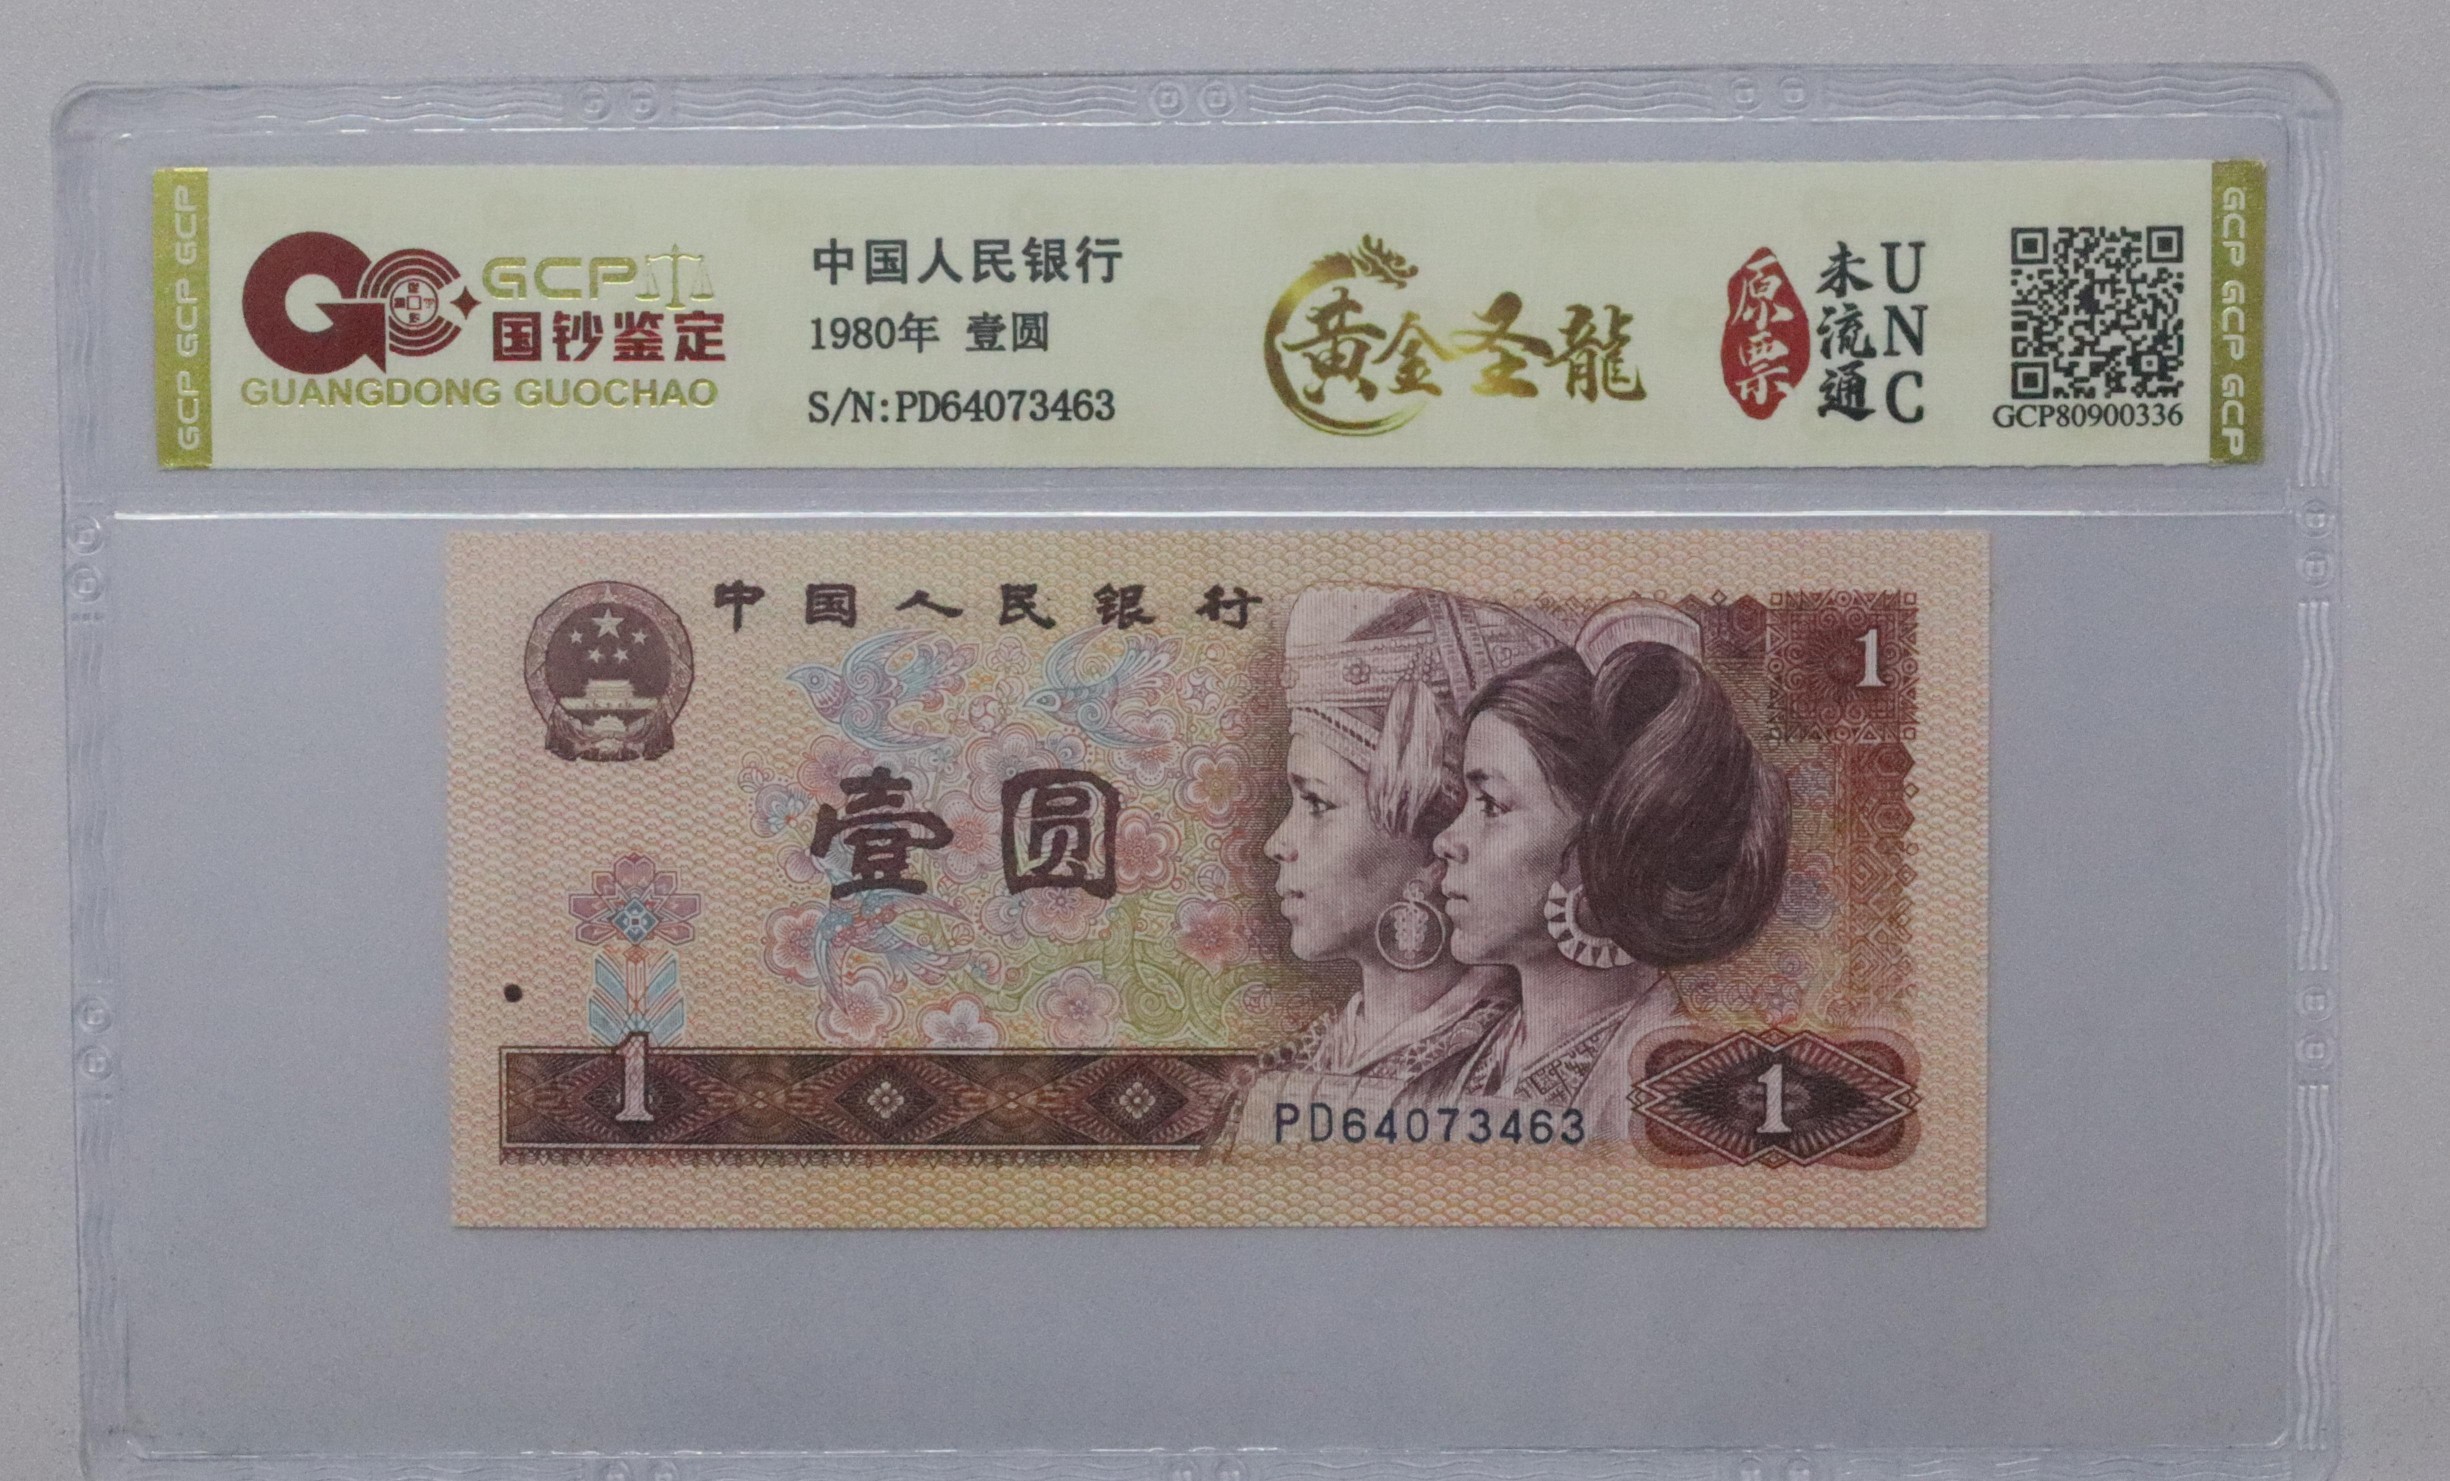 GCP GCP GCP
GCP
国钞鉴定
GUANGDONG GUOCHAO
中国人民银行
1980年 壹圆
S/N:PD64073463
黄金圣龍
原票
未流通
UNC
GCP80900336
GCP GCP GCP
中国人民银行
1
壹圆
1
PD64073463
1